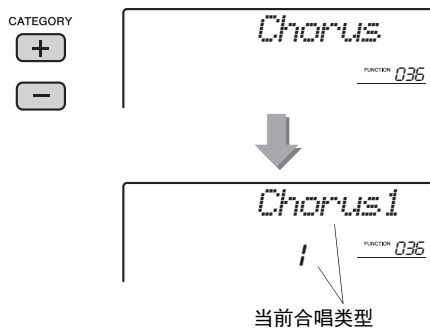 CATEGORY
+
Chorus
FUNCTION 036
−
Chorus1
1
FUNCTION 036
当前合唱类型